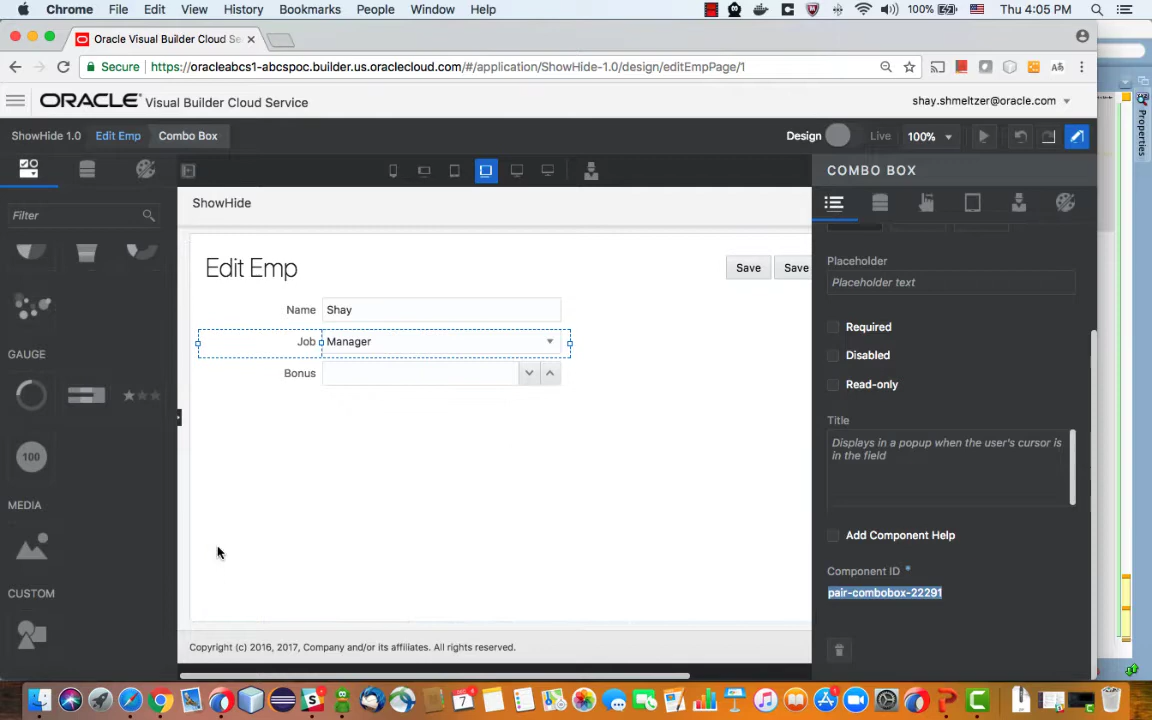 Chrome File Edit View History Bookmarks People Window Help 100% Thu 4:05 PM
Oracle Visual Builder Cloud Se
Secure https://oracleabcs1-abcspoc.builder.us.oraclecloud.com/#/application/ShowHide-1.0/design/editEmpPage/1
ORACLE Visual Builder Cloud Service shay.shmeltzer@oracle.com
ShowHide 1.0 Edit Emp Combo Box Design Live 100%
Properties
COMBO BOX
Filter
ShowHide
Edit Emp Save Save
Name Shay
Job Manager
Bonus
GAUGE
100
MEDIA
CUSTOM
Placeholder
Placeholder text
Required
Disabled
Read-only
Title
Displays in a popup when the user's cursor is
in the field
Add Component Help
Component ID *
pair-combobox-22291
Copyright (c) 2016, 2017, Company and/or its affiliates. All rights reserved.
7